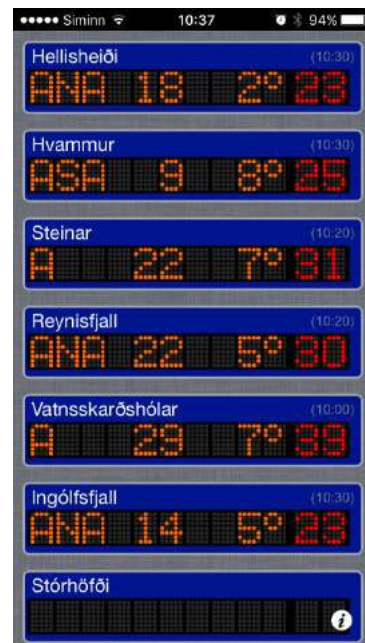 Siminn 10:37 94%
Hellisheiði (10:30)
ANA 18 2° 23
Hvammur (10:30)
ASA 9 8° 25
Steinar (10:20)
A 22 7° 31
Reynisfjall (10:20)
ANA 22 5° 30
Vatnsskarðshólar (10:00)
A 29 7° 39
Ingólfsfjall (10:30)
ANA 14 5° 23
Stórhöfði
i